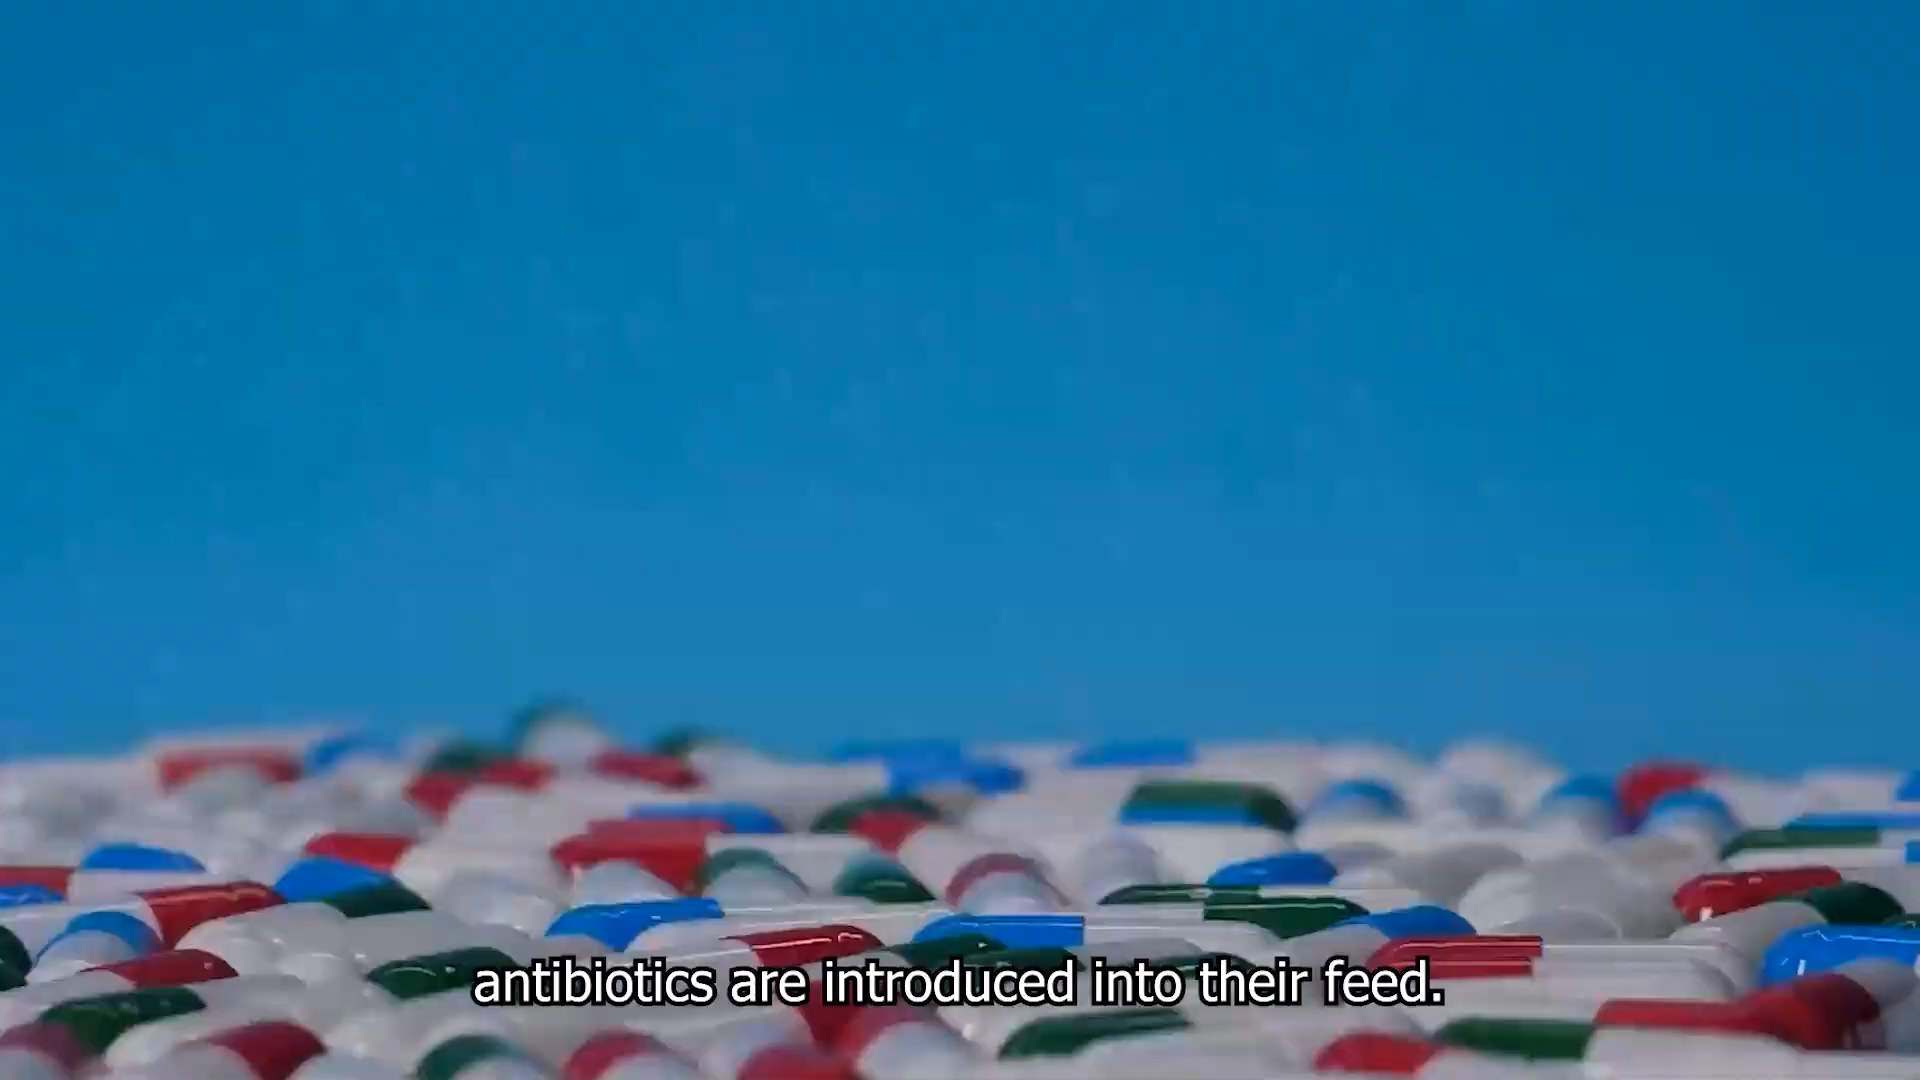 antibiotics are introduced into their feed.